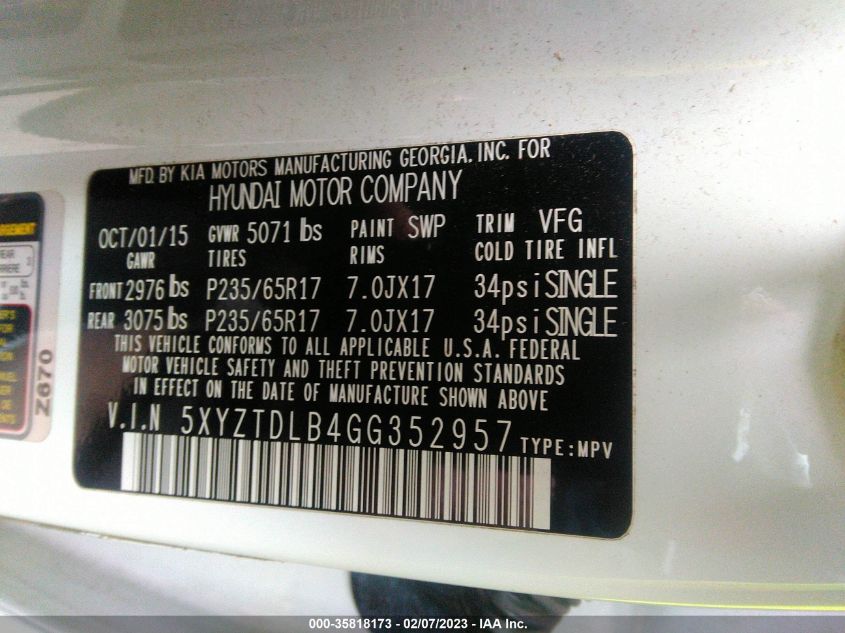 MFD. BY KIA MOTORS MANUFACTURING GEORGIA, INC. FOR
HYUNDAI MOTOR COMPANY
OCT/01/15 GVWR 5071 lbs PAINT SWP TRIM VFG
GAWR TIRES RIMS COLD TIRE INFL
FRONT 2976 lbs P235/65R17 7.0JX17 34psi SINGLE
REAR 3075 lbs P235/65R17 7.0JX17 34psi SINGLE
THIS VEHICLE CONFORMS TO ALL APPLICABLE U.S.A. FEDERAL
MOTOR VEHICLE SAFETY AND THEFT PREVENTION STANDARDS
IN EFFECT ON THE DATE OF MANUFACTURE SHOWN ABOVE
V.I.N 5XYZTDLB4GG352957 TYPE:MPV
Z670
000-35818173 - 02/07/2023 - IAA Inc.